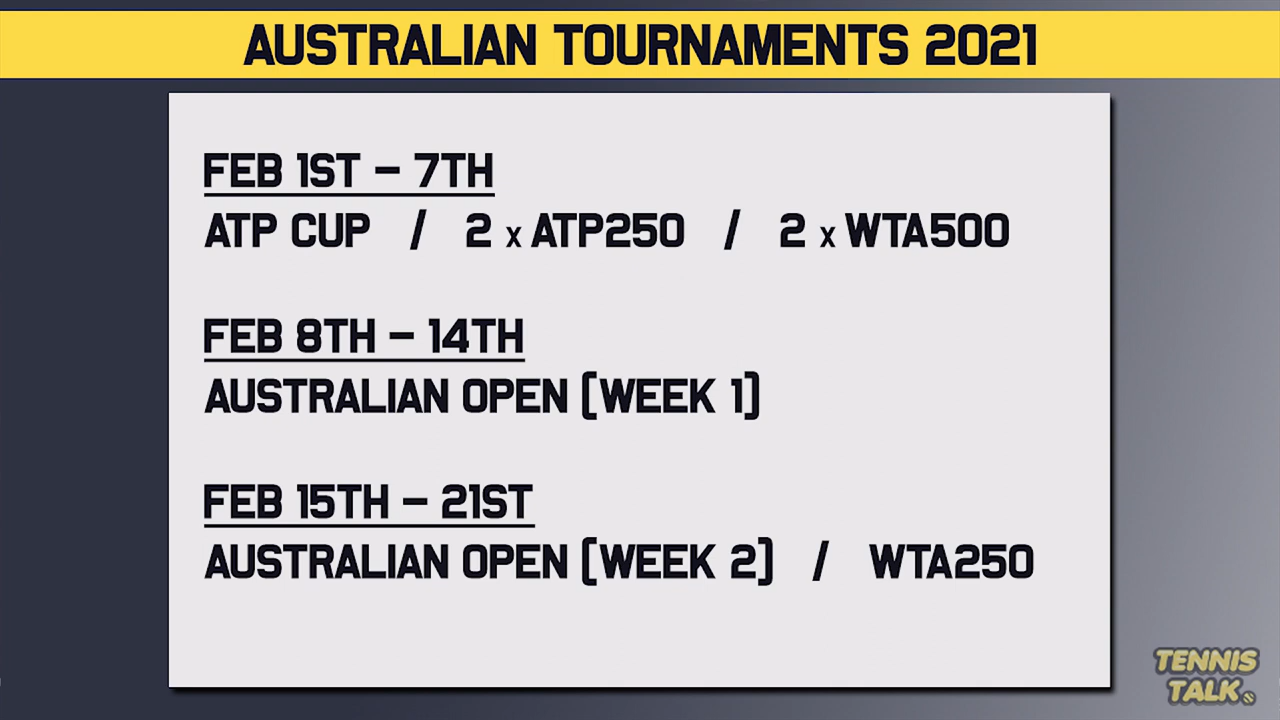 AUSTRALIAN TOURNAMENTS 2021
FEB 1ST – 7TH
ATP CUP / 2 x ATP250 / 2 x WTA500
FEB 8TH – 14TH
AUSTRALIAN OPEN (WEEK 1)
FEB 15TH – 21ST
AUSTRALIAN OPEN (WEEK 2) / WTA250
TENNIS
TALK